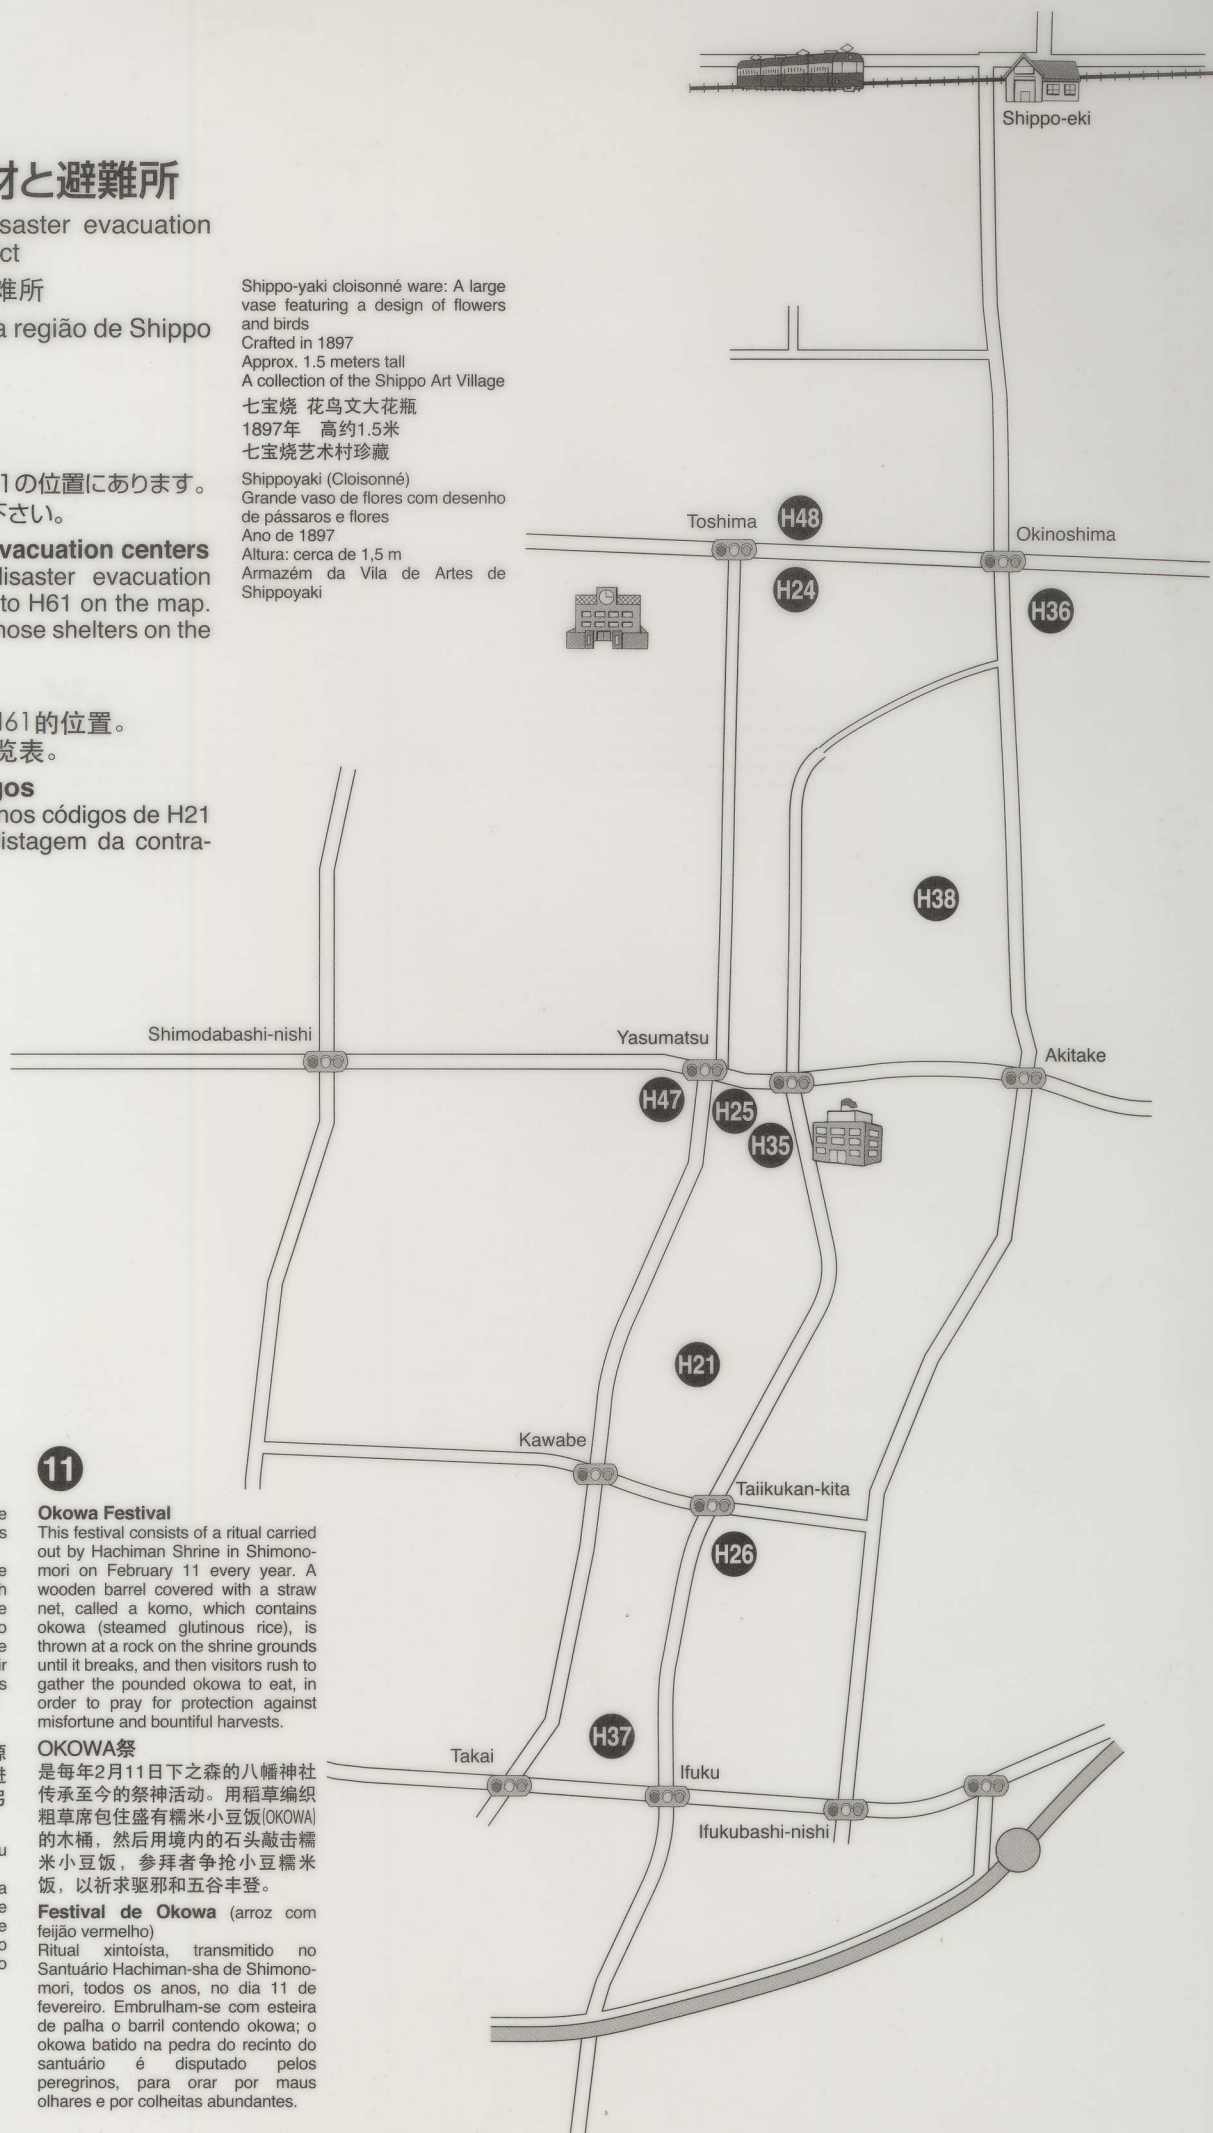 材と避難所
saster evacuation
ct
难所
a região de Shippo
1の位置にあります。
下さい。
vacuation centers
disaster evacuation
to H61 on the map.
hose shelters on the
H61的位置。
览表。
gos
nos códigos de H21
listagem da contra-
Shippo-yaki cloisonné ware: A large
vase featuring a design of flowers
and birds
Crafted in 1897
Approx. 1.5 meters tall
A collection of the Shippo Art Village
七宝烧 花鸟文大花瓶
1897年 高约1.5米
七宝烧艺术村珍藏
Shippoyaki (Cloisonné)
Grande vaso de flores com desenho
de pássaros e flores
Ano de 1897
Altura: cerca de 1,5 m
Armazém da Vila de Artes de
Shippoyaki
Shippo-eki
Toshima
H48
Okinoshima
H24
H36
H38
Shimodabashi-nishi
Yasumatsu
Akitake
H47
H25
H35
H21
Kawabe
Taiikukan-kita
H26
H37
Takai
Ifuku
Ifukubashi-nishi
11
Okowa Festival
This festival consists of a ritual carried
out by Hachiman Shrine in Shimono-
mori on February 11 every year. A
wooden barrel covered with a straw
net, called a komo, which contains
okowa (steamed glutinous rice), is
thrown at a rock on the shrine grounds
until it breaks, and then visitors rush to
gather the pounded okowa to eat, in
order to pray for protection against
misfortune and bountiful harvests.
OKOWA祭
是每年2月11日下之森的八幡神社
传承至今的祭神活动。用稻草编织
粗草席包住盛有糯米小豆饭(OKOWA)
的木桶，然后用境内的石头敲击糯
米小豆饭，参拜者争抢小豆糯米
饭，以祈求驱邪和五谷丰登。
Festival de Okowa (arroz com
feijão vermelho)
Ritual xintoísta, transmitido no
Santuário Hachiman-sha de Shimono-
mori, todos os anos, no dia 11 de
fevereiro. Embrulham-se com esteira
de palha o barril contendo okowa; o
okowa batido na pedra do recinto do
santuário é disputado pelos
peregrinos, para orar por maus
olhares e por colheitas abundantes.